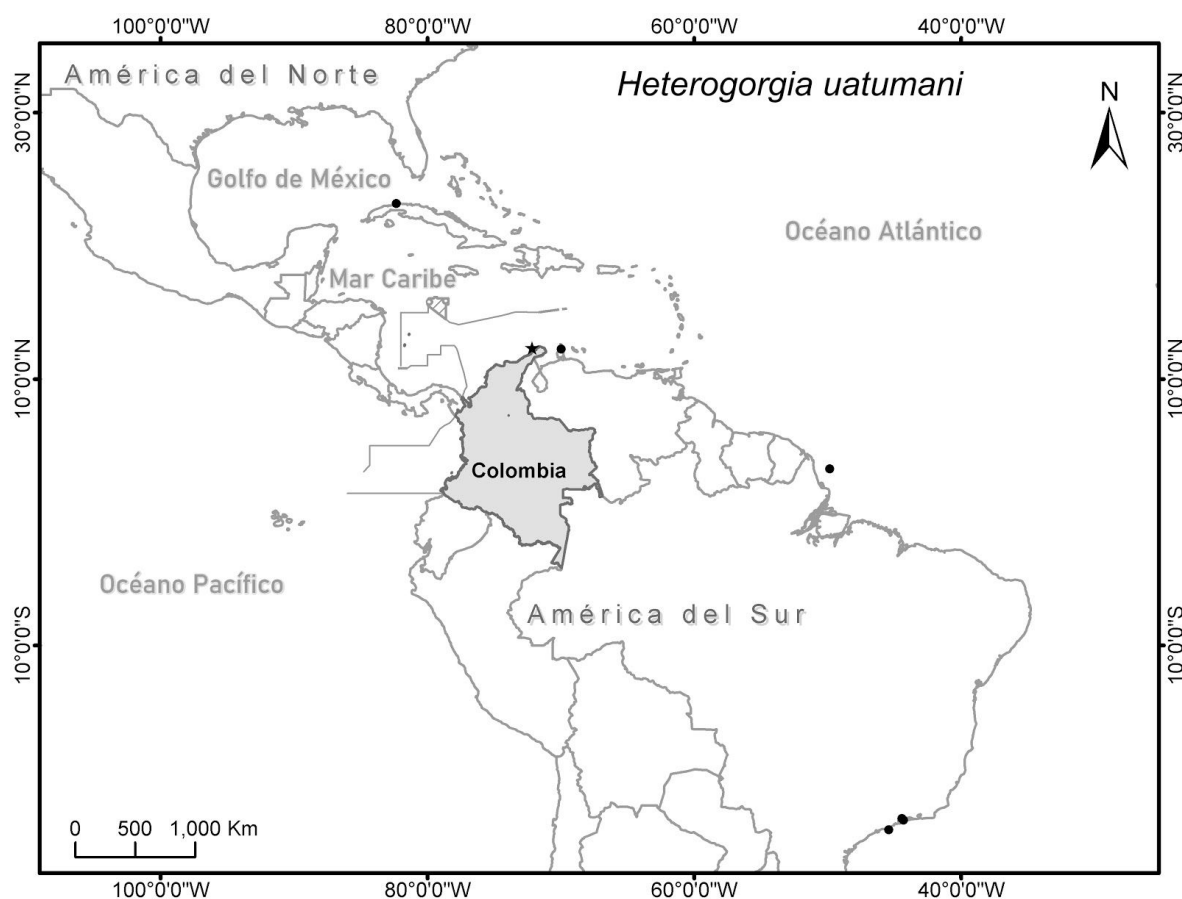 100°0'0"W 80°0'0"W 60°0'0"W 40°0'0"W
América del Norte
Heterogorgia uatumani
N
30°0'0"N
30°0'0"N
Golfo de México
Océano Atlántico
Mar Caribe
10°0'0"N
10°0'0"N
Colombia
Océano Pacífico
América del Sur
10°0'0"S
10°0'0"S
0 500 1,000 Km
100°0'0"W 80°0'0"W 60°0'0"W 40°0'0"W